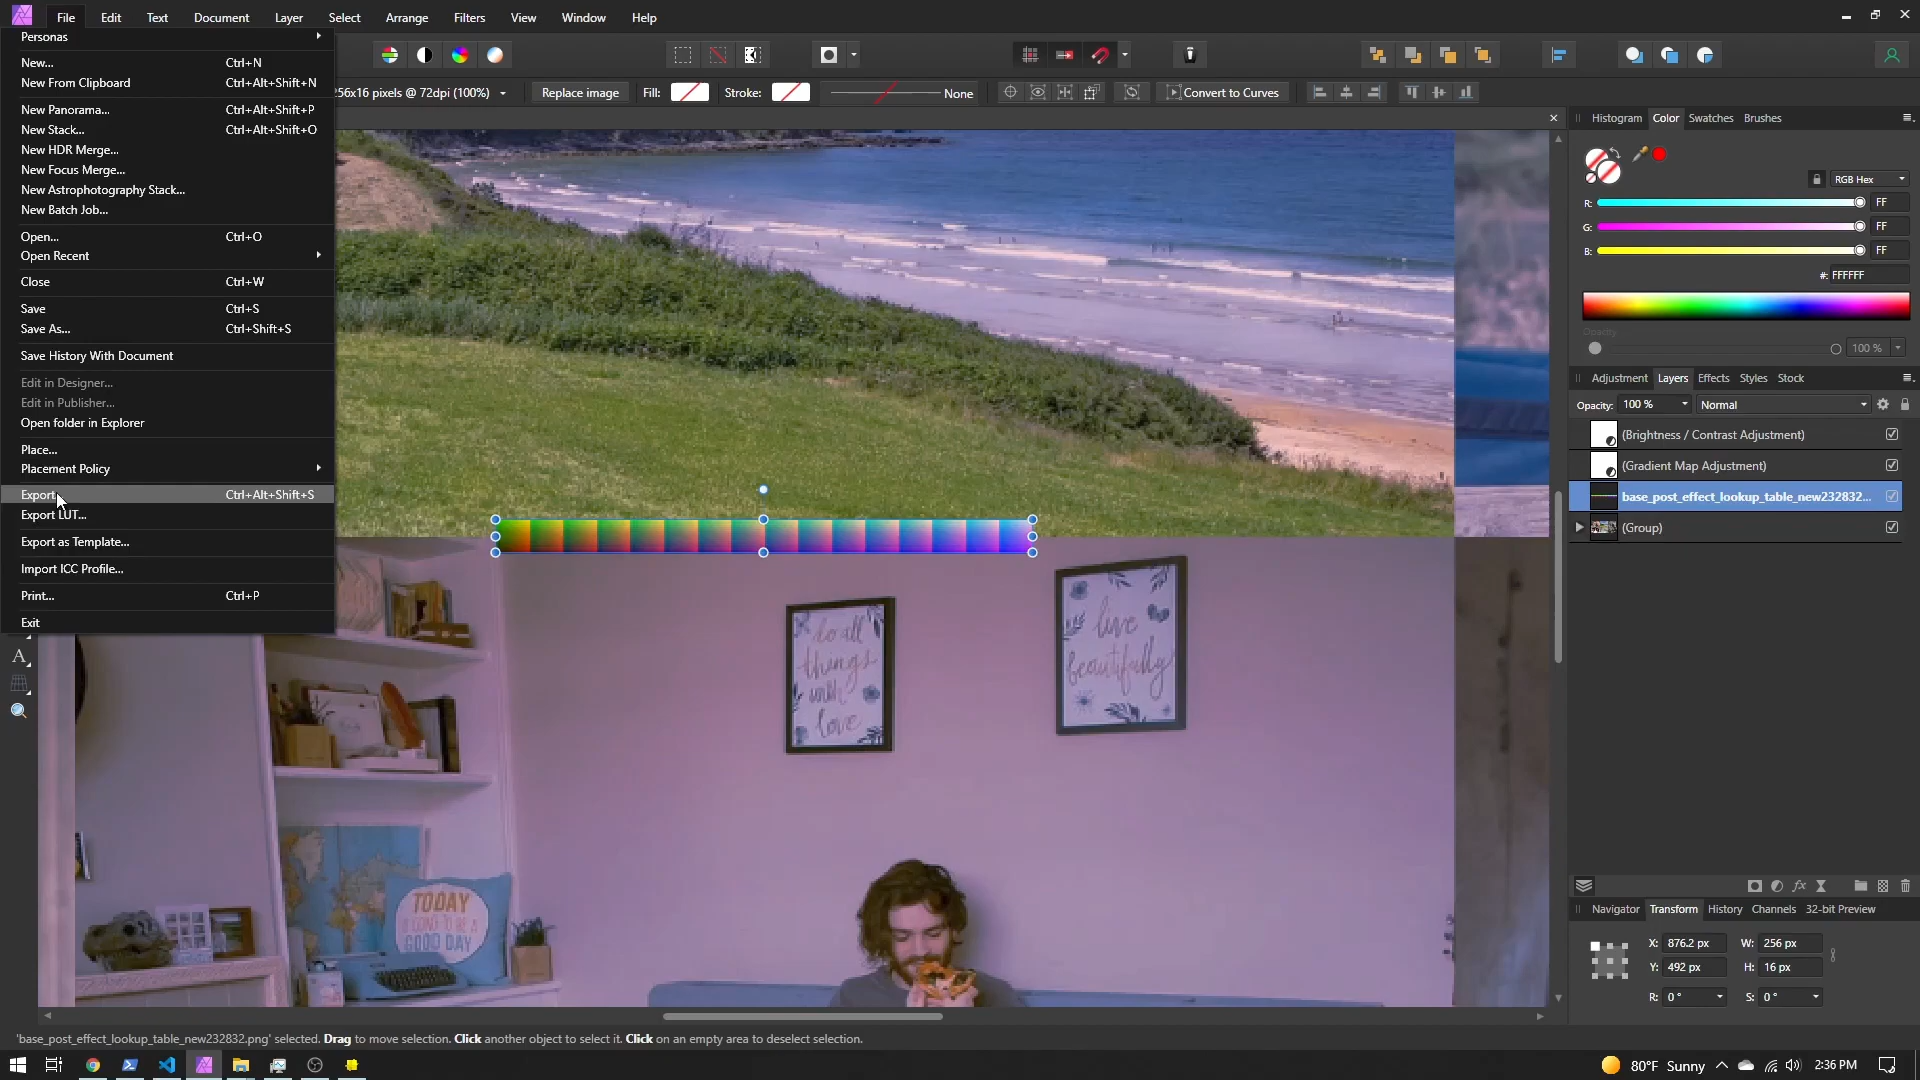 File Edit Text Document Layer Select Arrange Filters View Window Help
Personas
New... Ctrl+N
New From Clipboard Ctrl+Alt+Shift+N
New Panorama... Ctrl+Alt+Shift+P
New Stack... Ctrl+Alt+Shift+O
New HDR Merge...
New Focus Merge...
New Astrophotography Stack...
New Batch Job...
Open... Ctrl+O
Open Recent
Close Ctrl+W
Save Ctrl+S
Save As... Ctrl+Shift+S
Save History With Document
Edit in Designer...
Edit in Publisher...
Open folder in Explorer
Place...
Placement Policy
Export Ctrl+Alt+Shift+S
Export LUT...
Export as Template...
Import ICC Profile...
Print... Ctrl+P
Exit
56x16 pixels @ 72dpi (100%) Replace image Fill: Stroke: None Convert to Curves
do all
things
with
love
live
beautifully
TODAY
IS GOING TO BE A
GOOD DAY
Histogram Color Swatches Brushes
RGB Hex
R: FF
G: FF
B: FF
#: FFFFFF
Opacity
100 %
Adjustment Layers Effects Styles Stock
Opacity: 100 % Normal
(Brightness / Contrast Adjustment)
(Gradient Map Adjustment)
base_post_effect_lookup_table_new232832...
(Group)
Navigator Transform History Channels 32-bit Preview
X: 876.2 px W: 256 px
Y: 492 px H: 16 px
R: 0 ° S: 0 °
'base_post_effect_lookup_table_new232832.png' selected. Drag to move selection. Click another object to select it. Click on an empty area to deselect selection.
80°F Sunny 2:36 PM